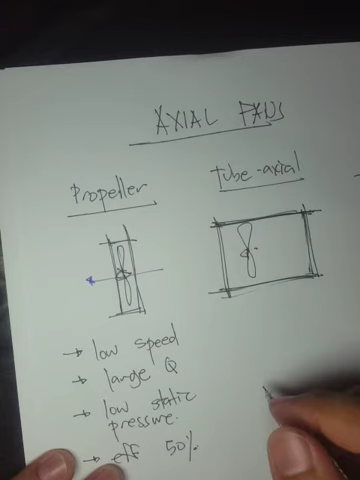 AXIAL FANS
Propeller
tube-axial
→ low speed
→ large Q
→ low static
pressure.
→ eff 50%.